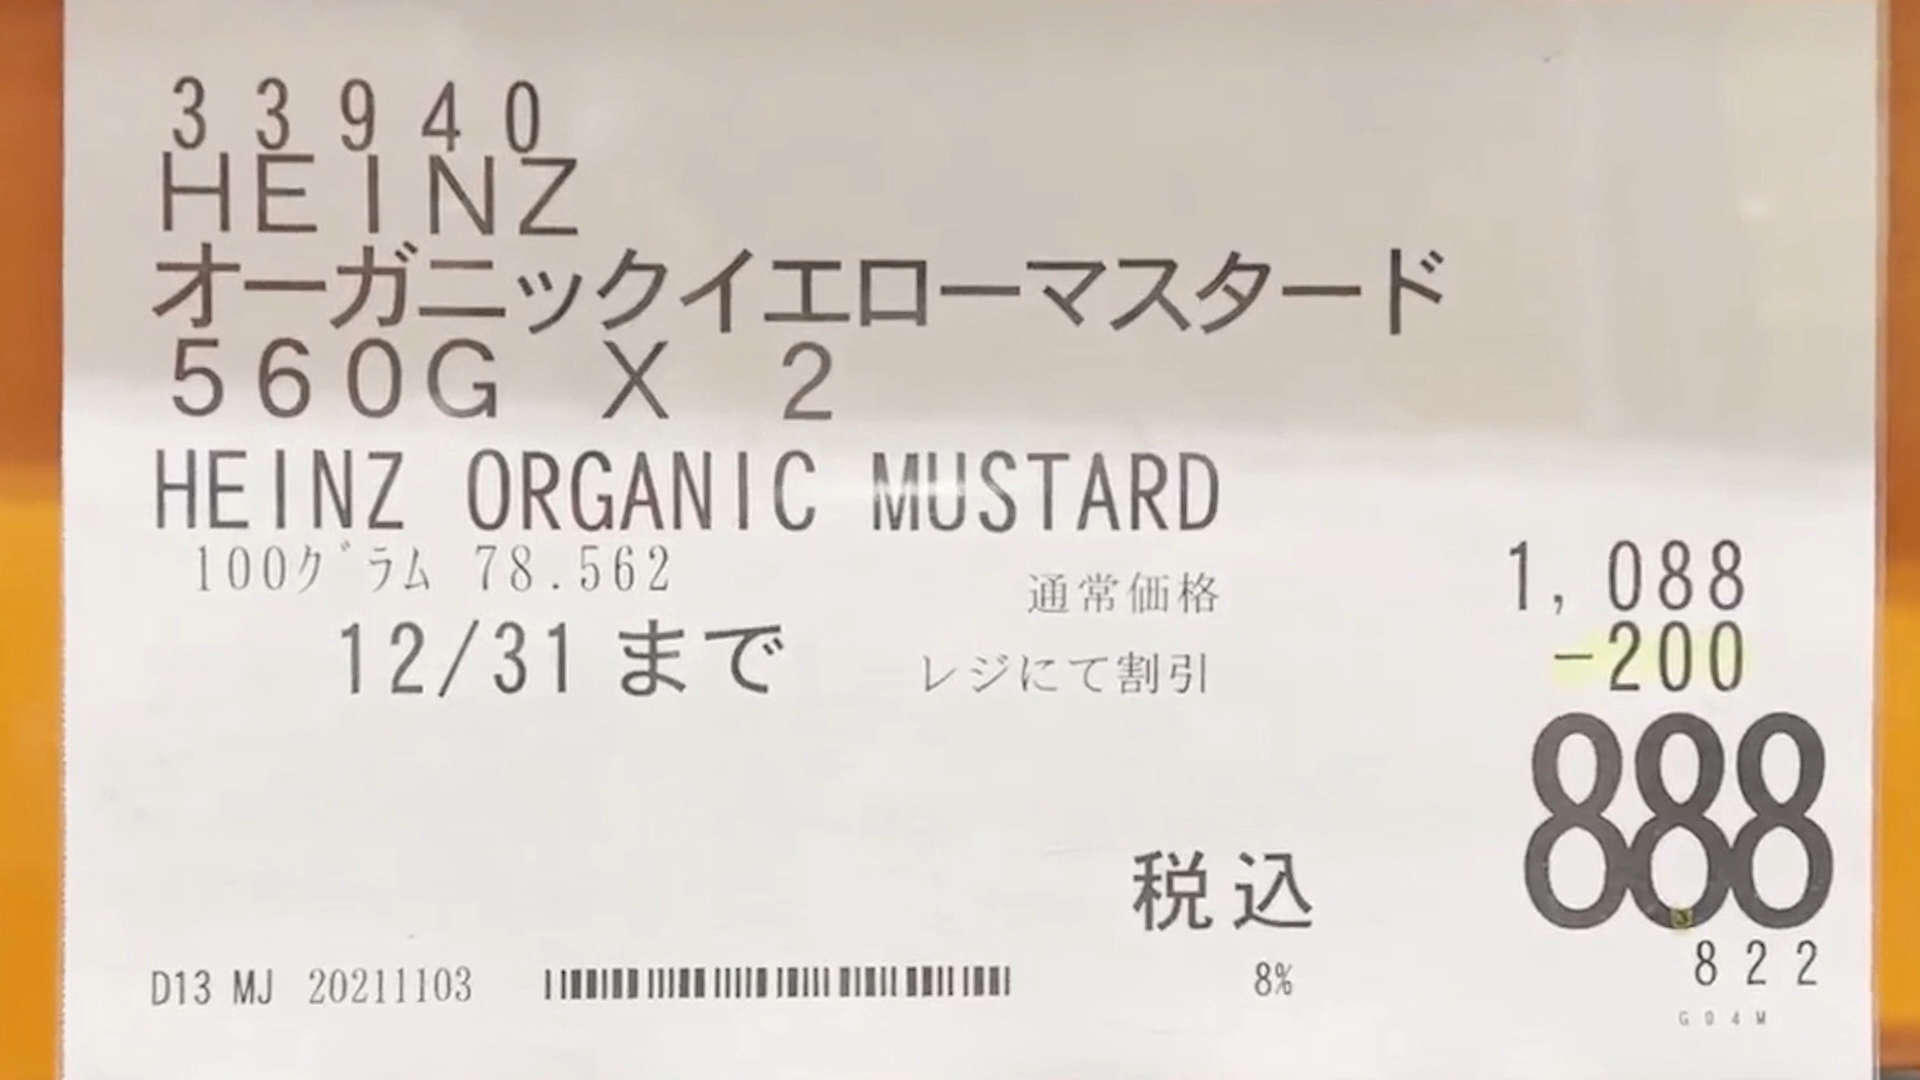 33940
HEINZ
オーガニックイエローマスタード
560G X 2
HEINZ ORGANIC MUSTARD
100グラム 78.562
通常価格 1,088
12/31まで レジにて割引 -200
888
税込
822
D13 MJ 20211103 8%
G04M